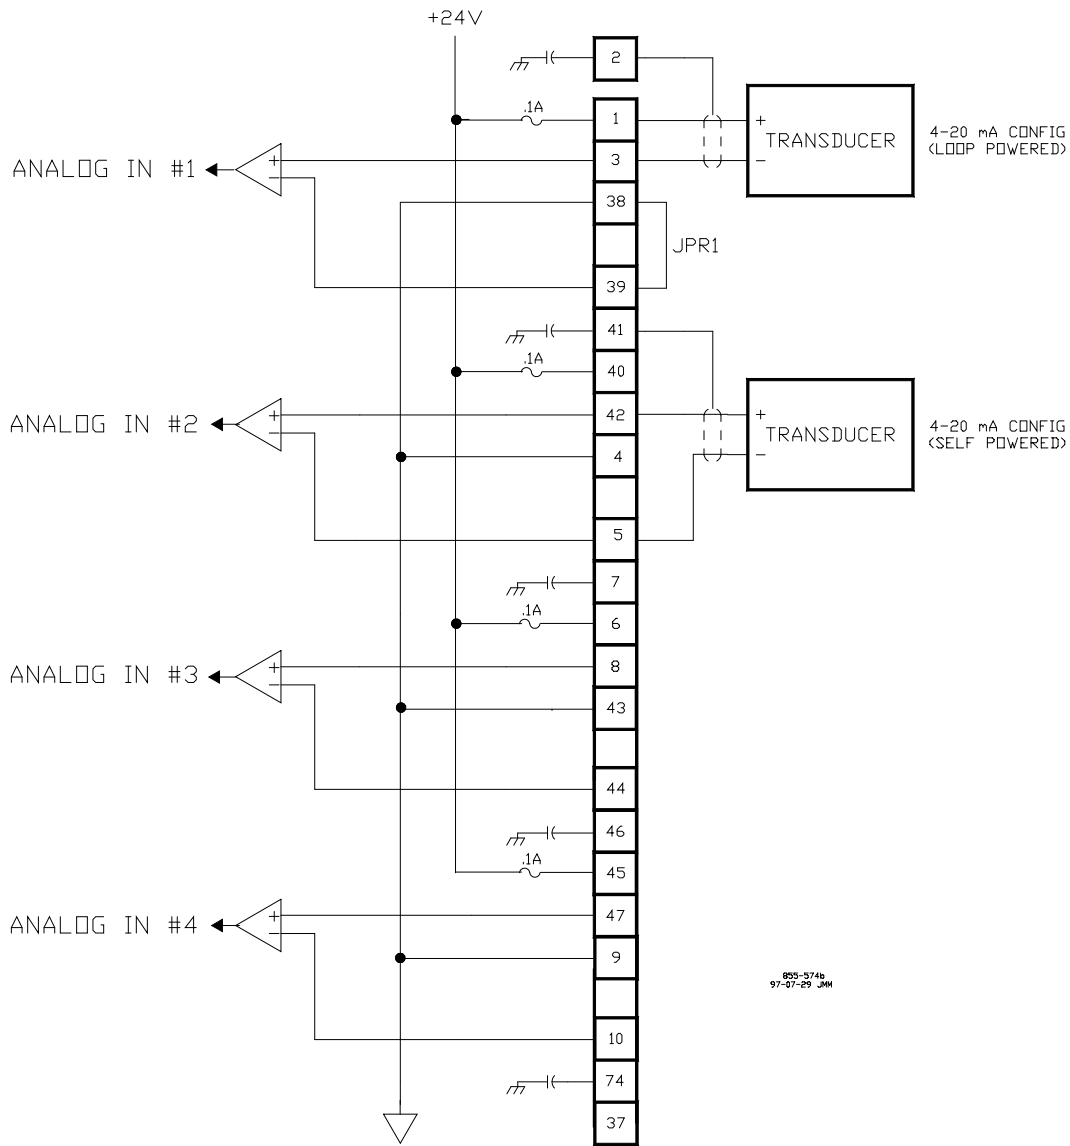 +24V
2
.1A
1
+
TRANSDUCER
-
4-20 mA CONFIG
(LOOP POWERED)
ANALOG IN #1
+
-
3
38
JPR1
39
41
.1A
40
ANALOG IN #2
+
-
42
+
TRANSDUCER
-
4-20 mA CONFIG
(SELF POWERED)
4
5
7
.1A
6
ANALOG IN #3
+
-
8
43
44
46
.1A
45
ANALOG IN #4
+
-
47
9
855-574b
97-07-29 JMM
10
74
37